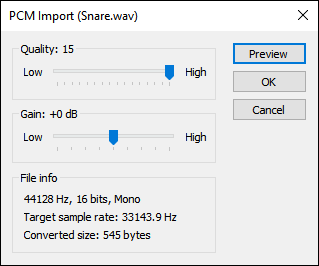 PCM Import (Snare.wav)
Quality: 15
Low High
Preview
OK
Cancel
Gain: +0 dB
Low High
File info
44128 Hz, 16 bits, Mono
Target sample rate: 33143.9 Hz
Converted size: 545 bytes